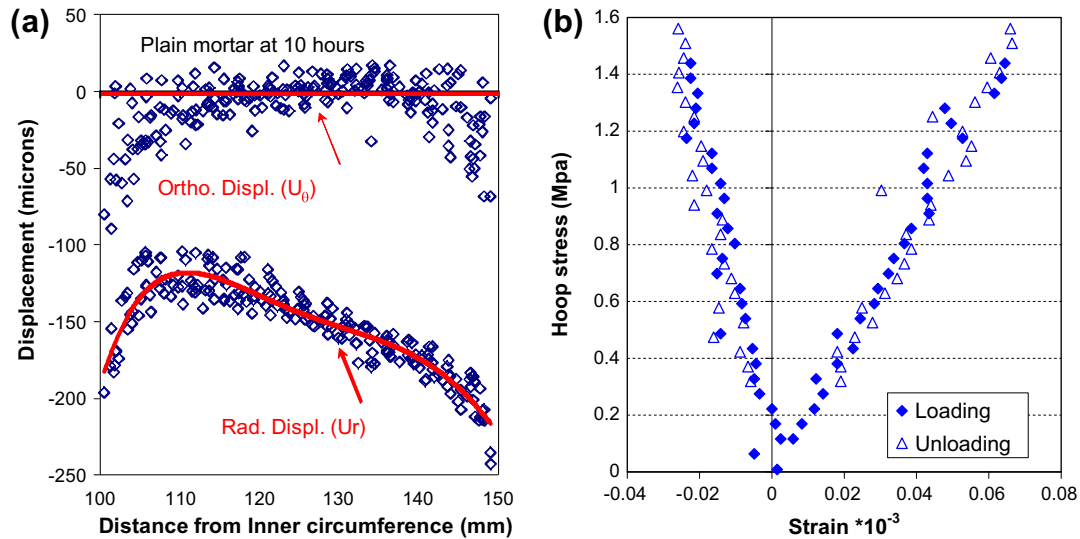 (a)
50
0
-50
-100
-150
-200
-250
Displacement (microns)
Plain mortar at 10 hours
Ortho. Displ. (Uθ)
Rad. Displ. (Ur)
100 110 120 130 140 150
Distance from Inner circumference (mm)
(b)
1.6
1.4
1.2
1
0.8
0.6
0.4
0.2
0
Hoop stress (Mpa)
Loading
Unloading
-0.04 -0.02 0 0.02 0.04 0.06 0.08
Strain *10⁻³